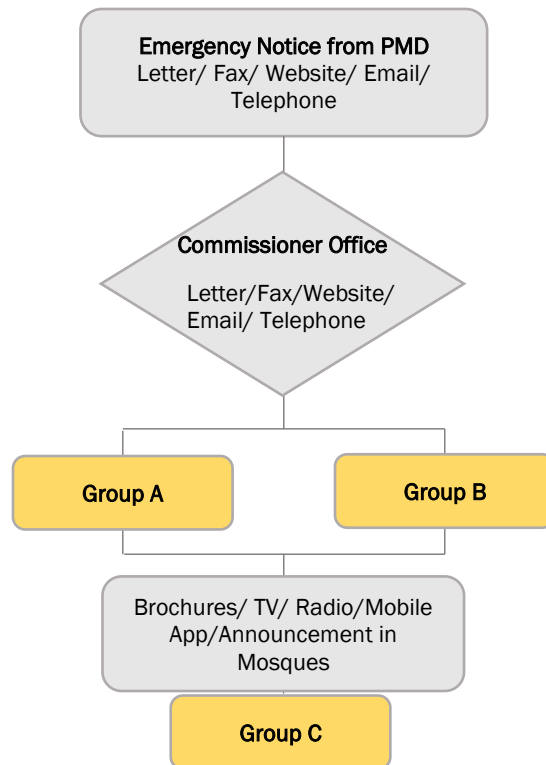 Emergency Notice from PMD
Letter/ Fax/ Website/ Email/
Telephone
Commissioner Office
Letter/Fax/Website/
Email/ Telephone
Group A
Group B
Brochures/ TV/ Radio/Mobile
App/Announcement in
Mosques
Group C